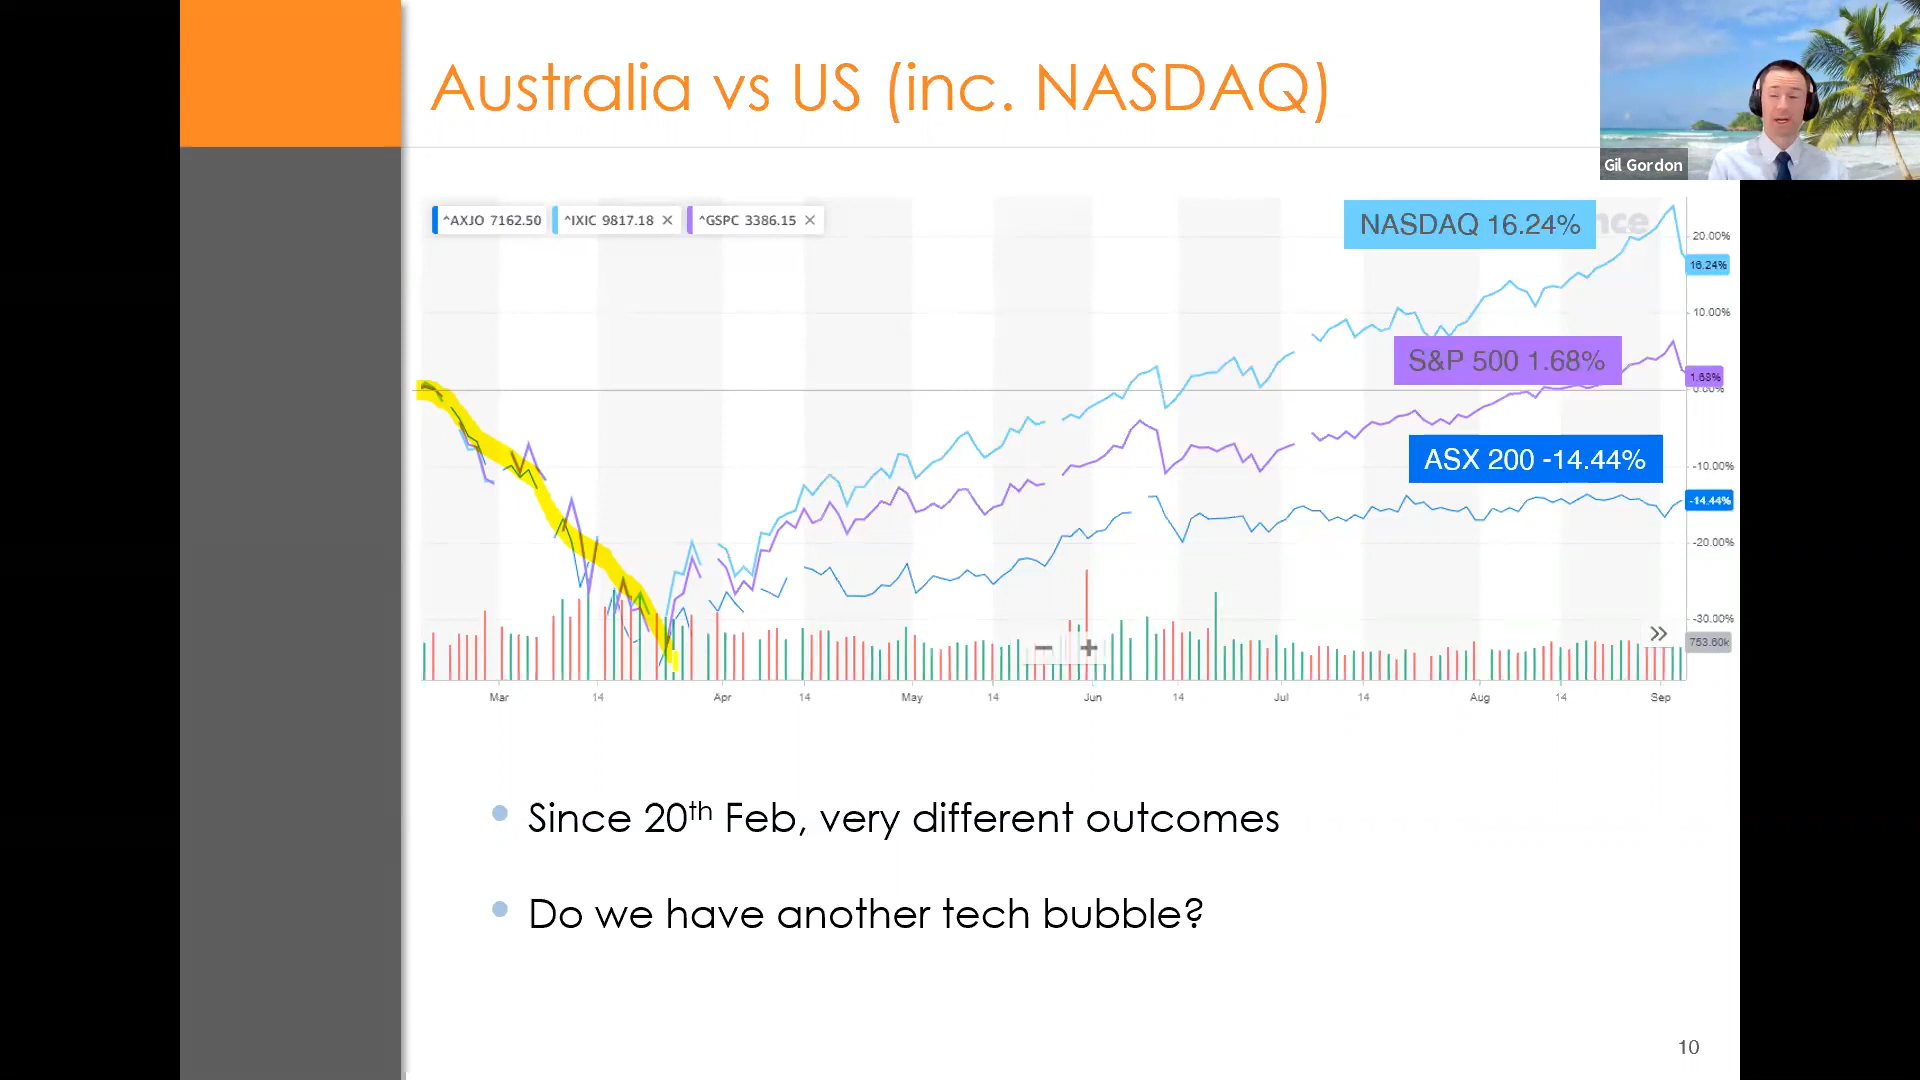 Australia vs US (inc. NASDAQ)
Gil Gordon
^AXJO 7162.50
^IXIC 9817.18 ✕
^GSPC 3386.15 ✕
NASDAQ 16.24%
20.00%
16.24%
10.00%
S&P 500 1.68%
1.68%
0.00%
ASX 200 -14.44%
-10.00%
-14.44%
-20.00%
-30.00%
753.60k
Mar 14 Apr 14 May 14 Jun 14 Jul 14 Aug 14 Sep
• Since 20th Feb, very different outcomes
• Do we have another tech bubble?
10